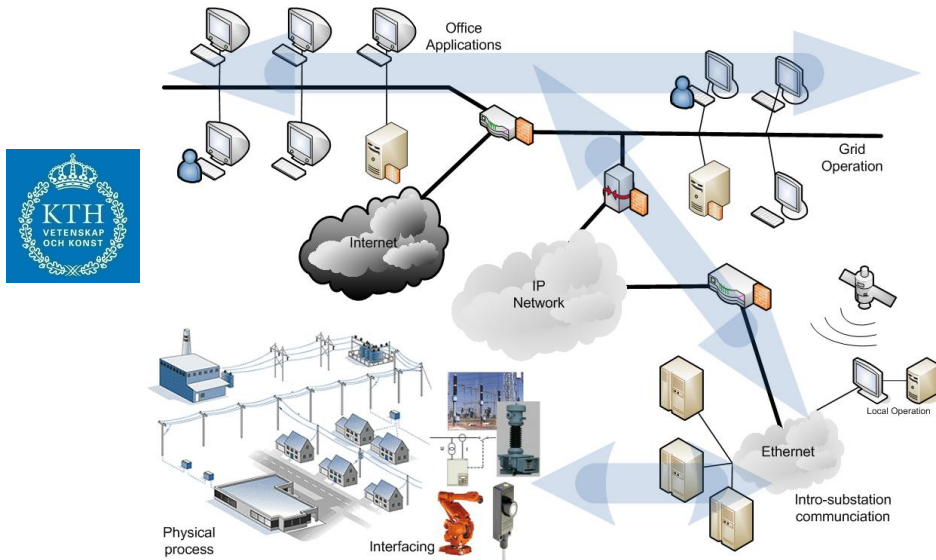 Office
Applications
Grid
Operation
KTH
VETENSKAP
OCH KONST
Internet
IP
Network
Local Operation
Ethernet
Intro-substation
communciation
Physical
process
Interfacing